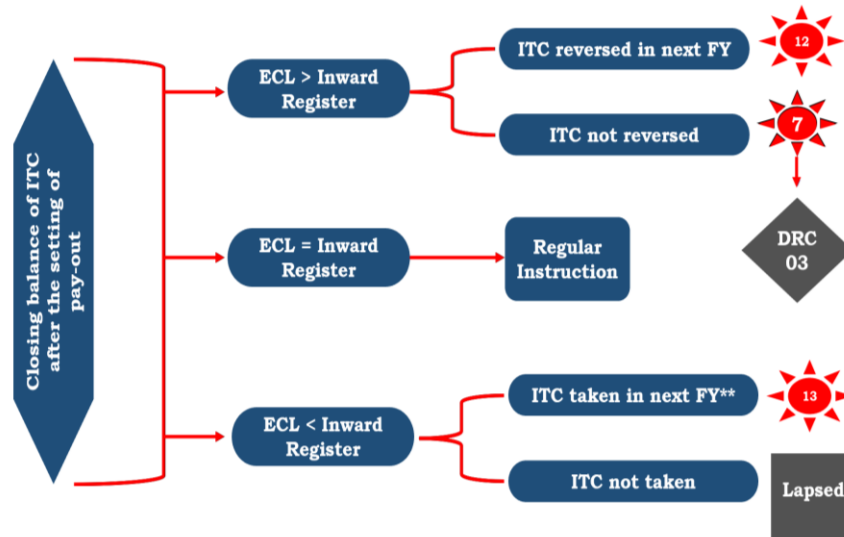 Closing balance of ITC
after the setting of
pay-out
ECL > Inward
Register
ITC reversed in next FY
12
ITC not reversed
7
DRC
03
ECL = Inward
Register
Regular
Instruction
ECL < Inward
Register
ITC taken in next FY**
13
ITC not taken
Lapsed